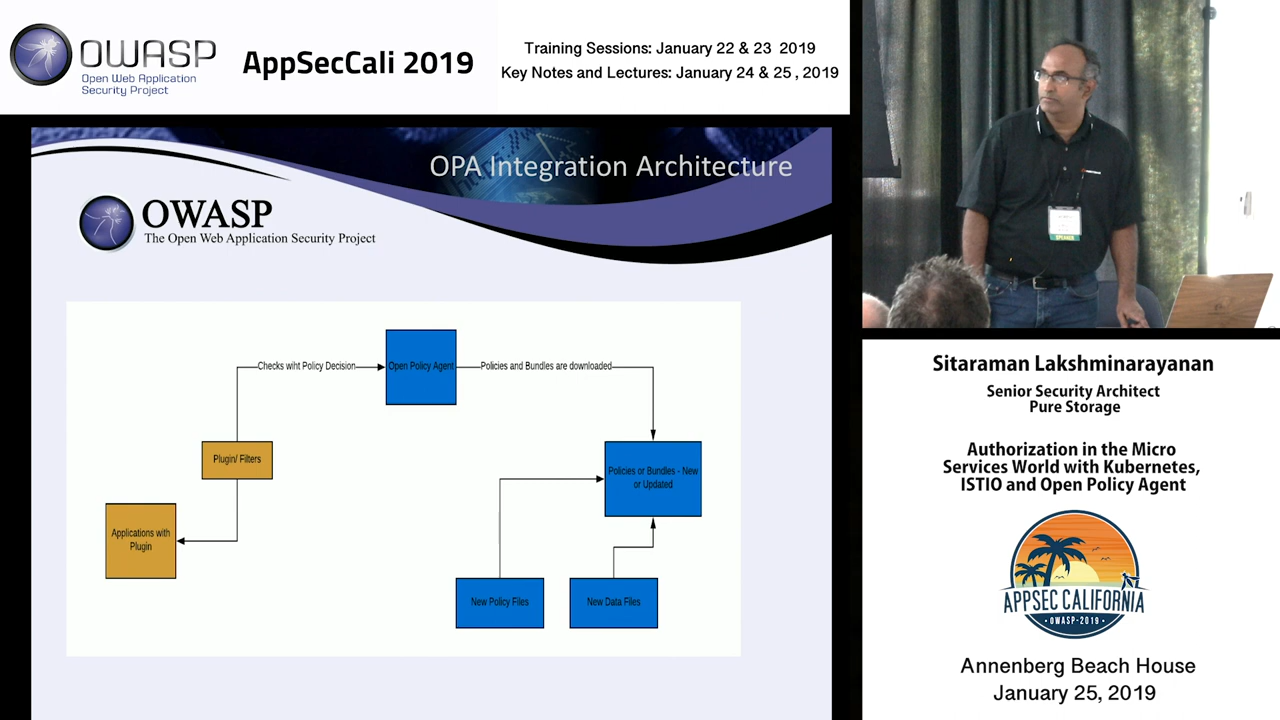 OWASP
Open Web Application
Security Project
AppSecCali 2019
Training Sessions: January 22 & 23 2019
Key Notes and Lectures: January 24 & 25 , 2019
OPA Integration Architecture
OWASP
The Open Web Application Security Project
Checks wiht Policy Decision
Open Policy Agent
Policies and Bundles are downloaded
Plugin/ Filters
Policies or Bundles - New
or Updated
Applications with
Plugin
New Policy Files
New Data Files
SPEAKER
Sitaraman Lakshminarayanan
Senior Security Architect
Pure Storage
Authorization in the Micro
Services World with Kubernetes,
ISTIO and Open Policy Agent
APPSEC CALIFORNIA
• OWASP-2019 •
Annenberg Beach House
January 25, 2019